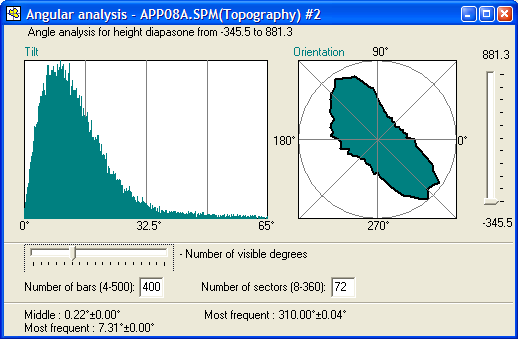 Angular analysis - APP08A.SPM(Topography) #2
Angle analysis for height diapasone from -345.5 to 881.3
Tilt
Orientation
90°
881.3
180°
0°
0°
32.5°
65°
270°
-345.5
- Number of visible degrees
Number of bars (4-500): 400
Number of sectors (8-360): 72
Middle : 0.22°±0.00°
Most frequent : 310.00°±0.04°
Most frequent : 7.31°±0.00°